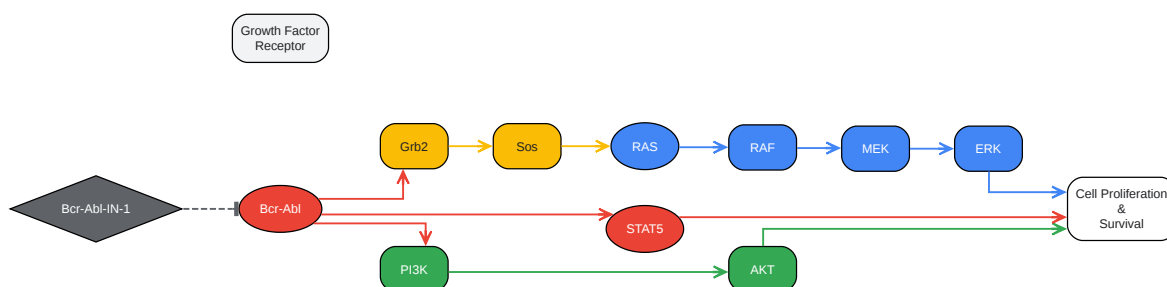 Growth Factor
Receptor
Grb2
Sos
RAS
RAF
MEK
ERK
Bcr-Abl-IN-1
Bcr-Abl
STAT5
Cell Proliferation
&
Survival
PI3K
AKT